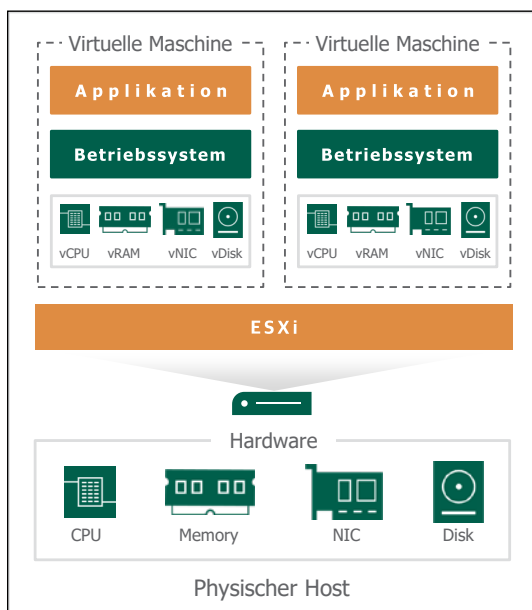 Virtuelle Maschine Virtuelle Maschine
Applikation Applikation
Betriebssystem Betriebssystem
vCPU vRAM vNIC vDisk vCPU vRAM vNIC vDisk
ESXi
Hardware
CPU Memory NIC Disk
Physischer Host